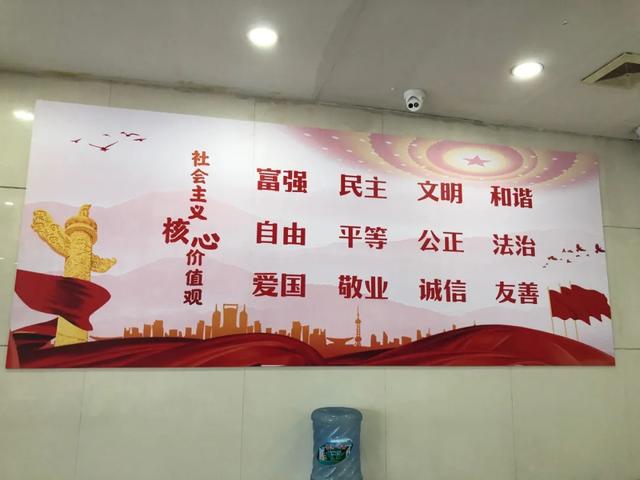 社会主义
核心价值观
富强 民主 文明 和谐
自由 平等 公正 法治
爱国 敬业 诚信 友善